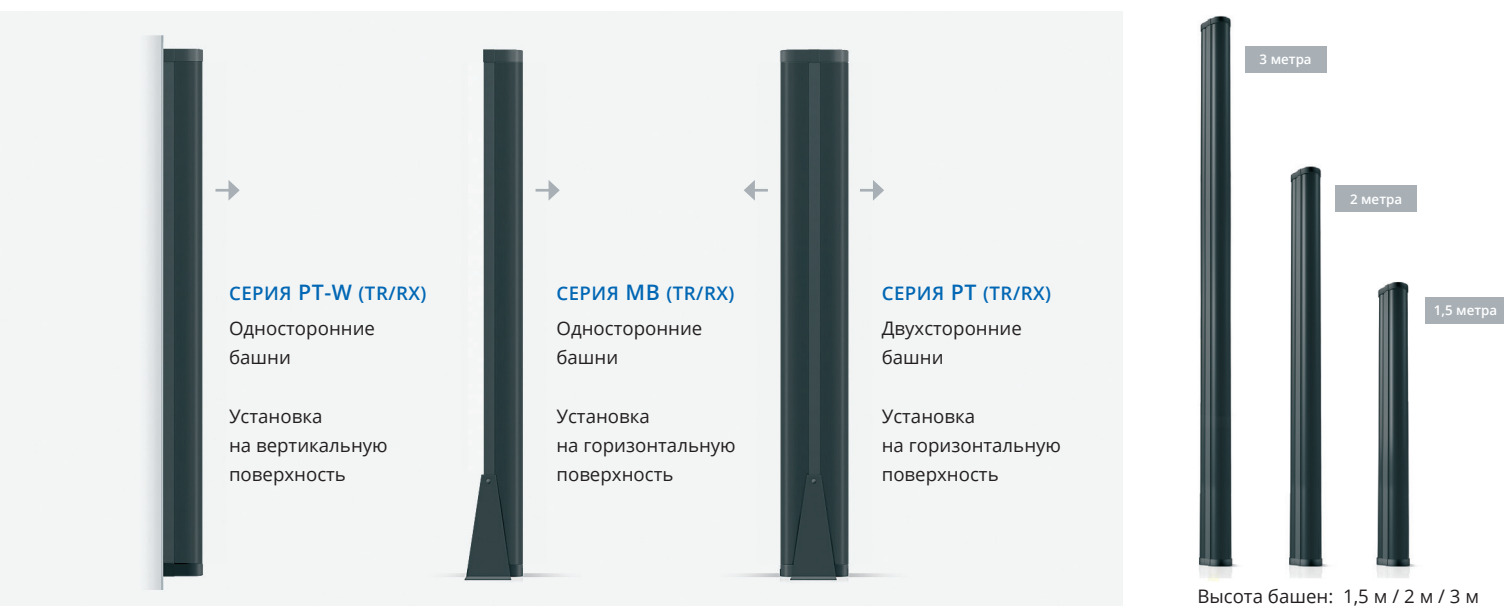 СЕРИЯ PT-W (TR/RX)
Односторонние
башни
Установка
на вертикальную
поверхность
СЕРИЯ MB (TR/RX)
Односторонние
башни
Установка
на горизонтальную
поверхность
СЕРИЯ PT (TR/RX)
Двухсторонние
башни
Установка
на горизонтальную
поверхность
3 метра
2 метра
1,5 метра
Высота башен: 1,5 м / 2 м / 3 м